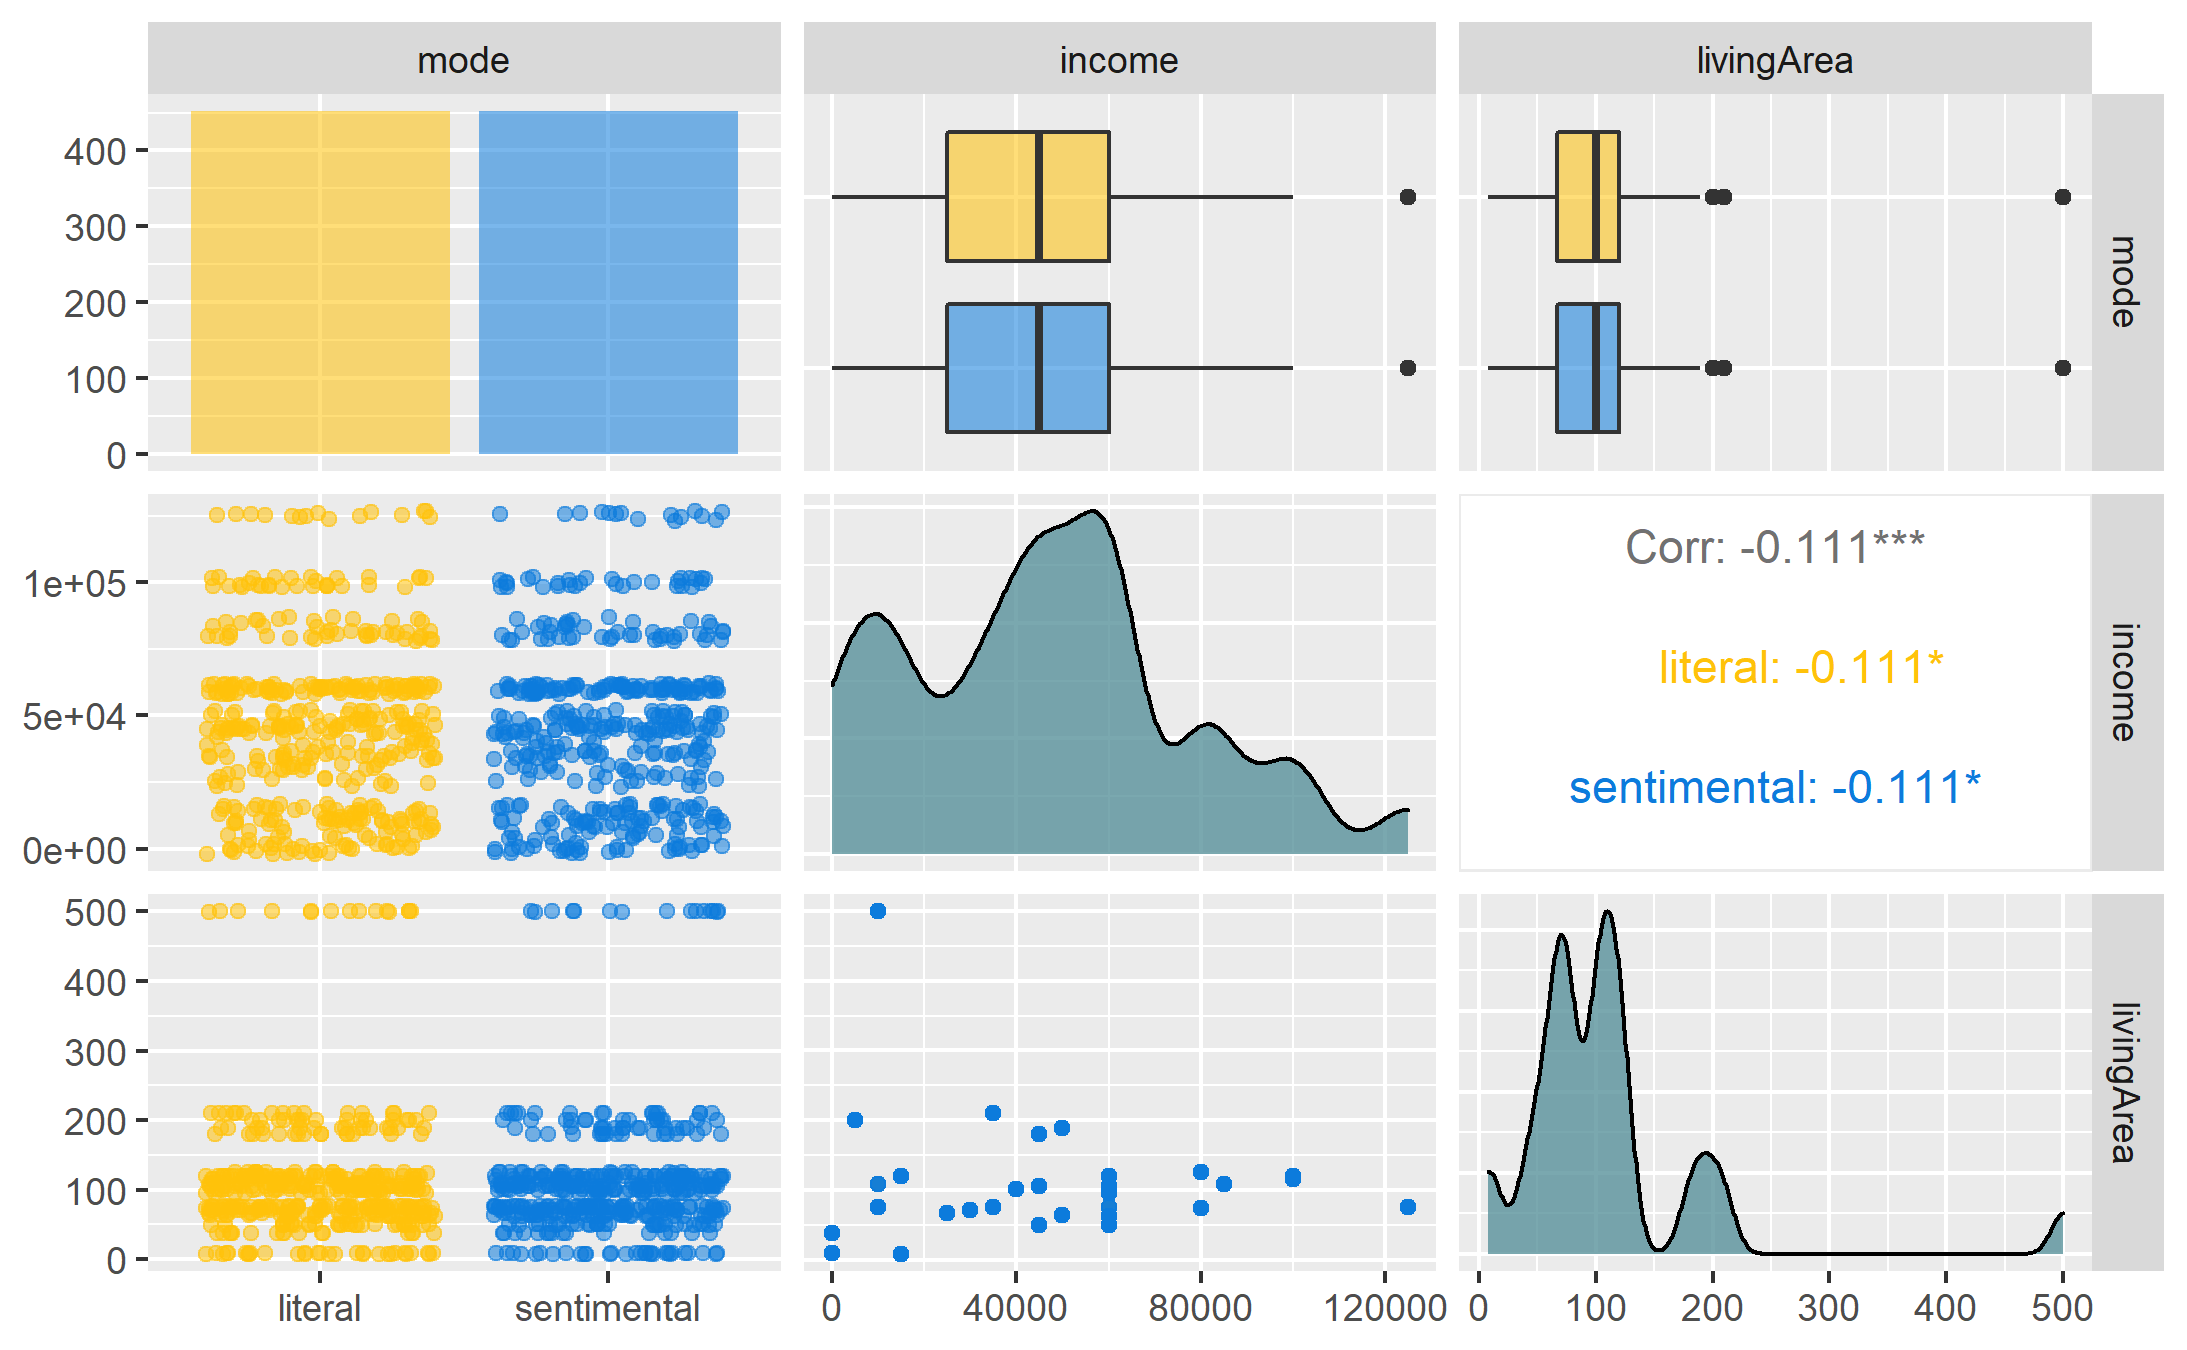 mode income livingArea
400
300
200
100
0
mode
1e+05
5e+04
0e+00
Corr: -0.111***
literal: -0.111*
sentimental: -0.111*
income
500
400
300
200
100
0
livingArea
literal sentimental 0 40000 80000 120000 0 100 200 300 400 500